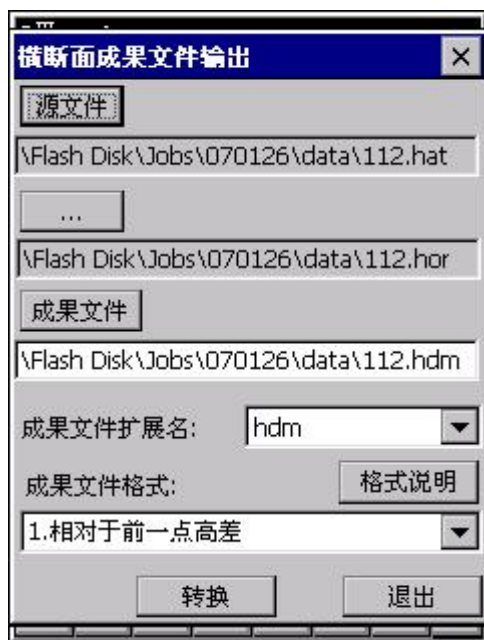 横断面成果文件输出
源文件
\Flash Disk\Jobs\070126\data\112.hat
...
\Flash Disk\Jobs\070126\data\112.hor
成果文件
\Flash Disk\Jobs\070126\data\112.hdm
成果文件扩展名: hdm
成果文件格式: 格式说明
1.相对于前一点高差
转换 退出